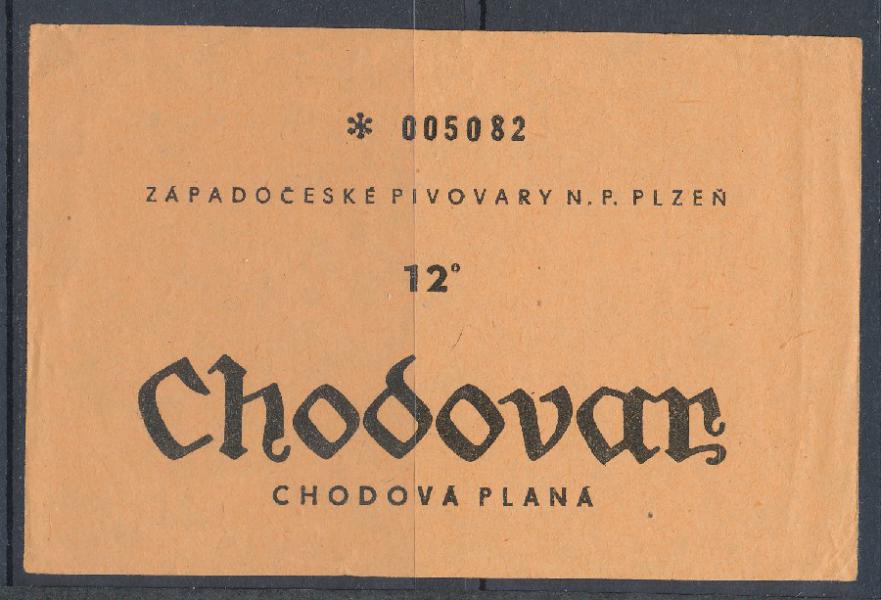 * 005082
ZÁPADOČESKÉ PIVOVARY N. P. PLZEŇ
12°
Chodovar
CHODOVÁ PLANÁ